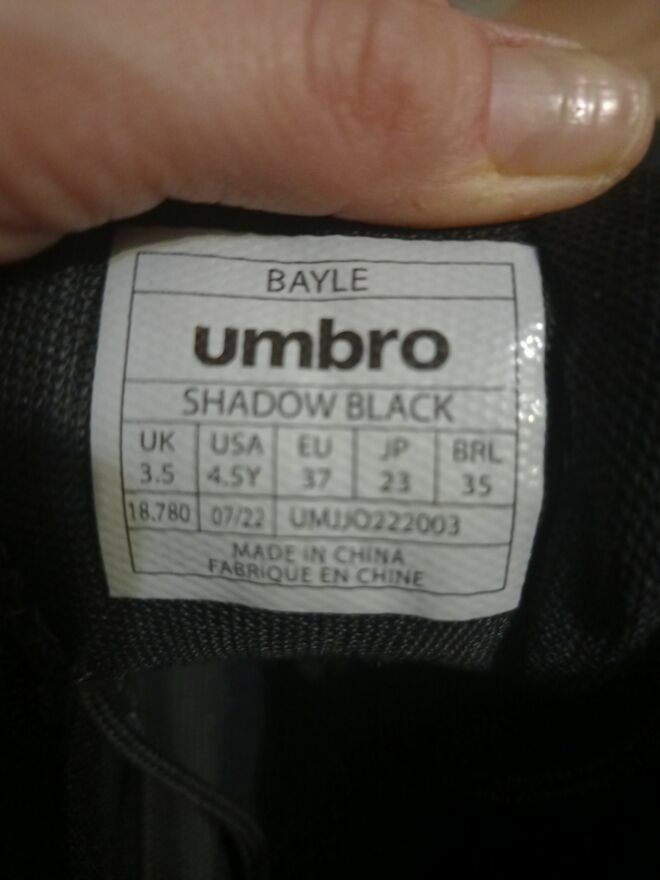 BAYLE
umbro
SHADOW BLACK
UK USA EU JP BRL
3.5 4.5Y 37 23 35
18.780 07/22 UMJJO222003
MADE IN CHINA
FABRIQUE EN CHINE